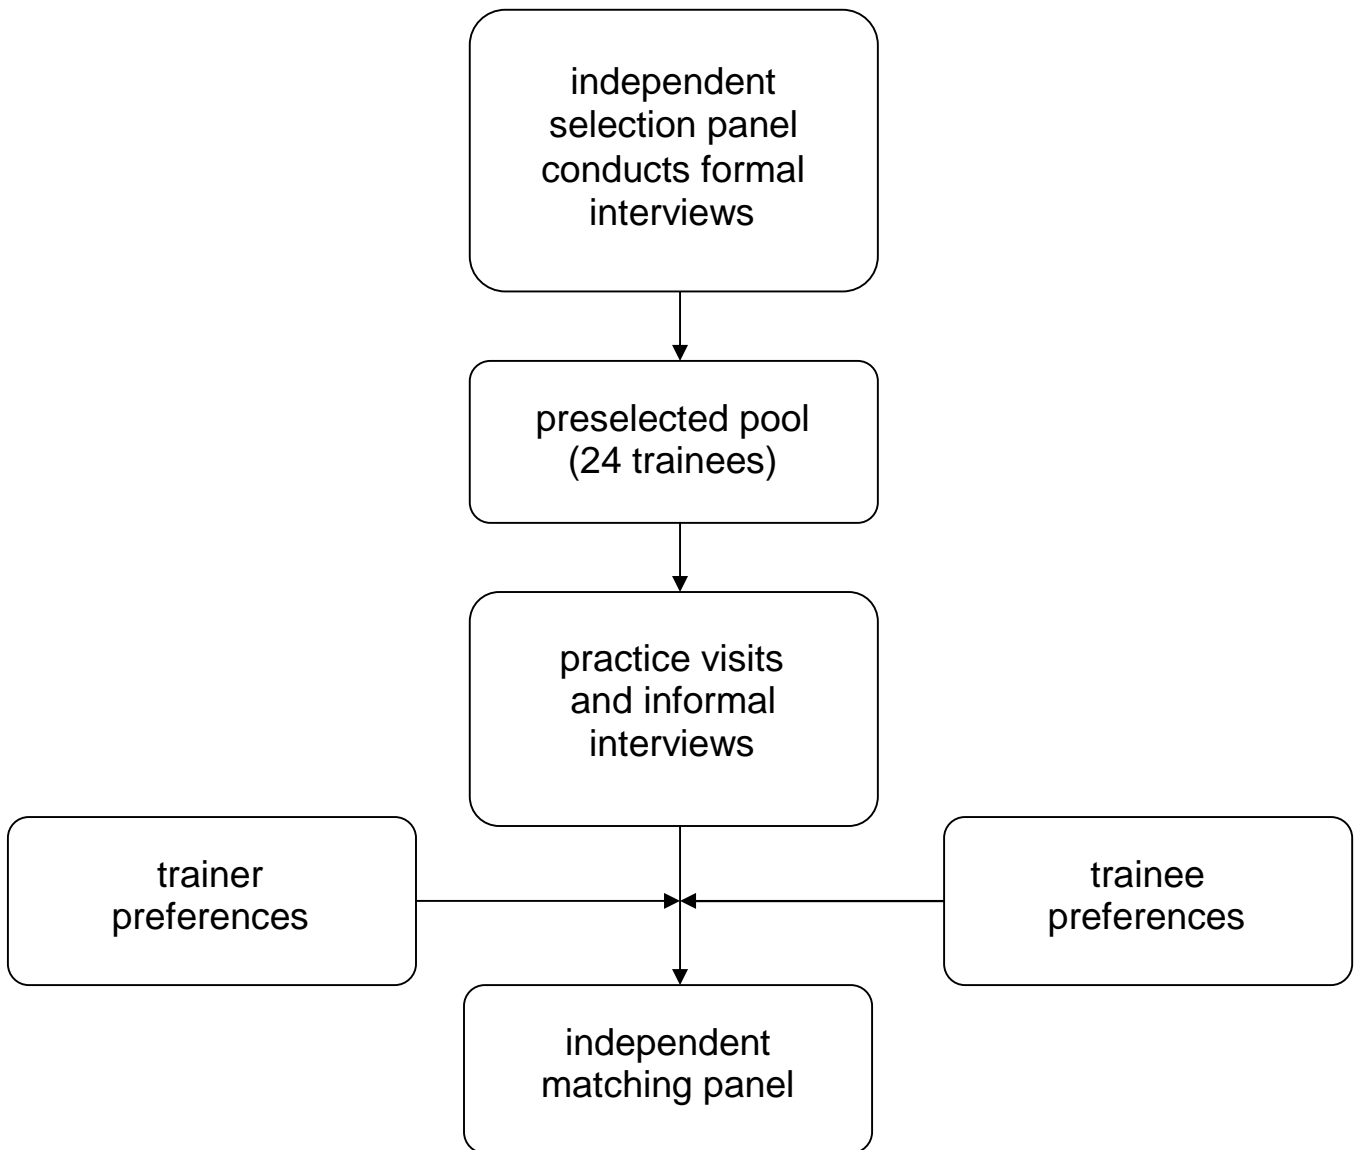 independent
selection panel
conducts formal
interviews
preselected pool
(24 trainees)
practice visits
and informal
interviews
trainer
preferences
trainee
preferences
independent
matching panel